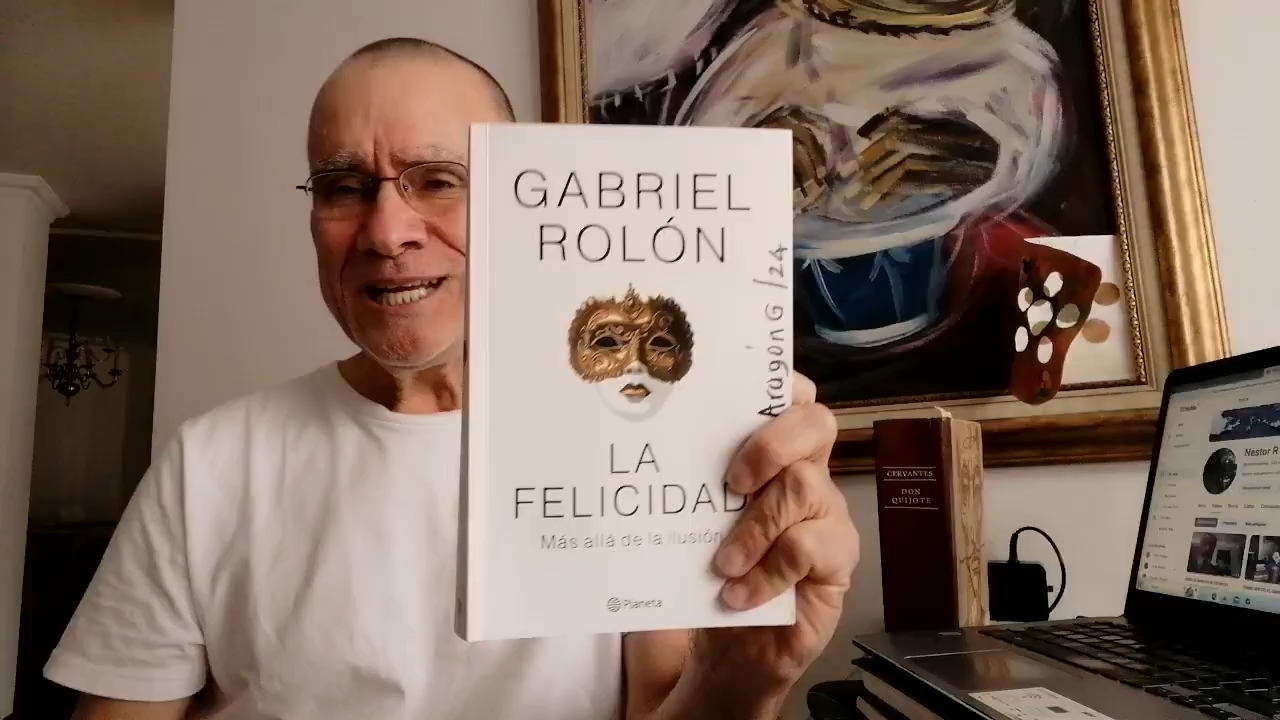 GABRIEL
ROLÓN
Aragón G /24
LA
FELICIDAD
Más allá de la ilusión
Planeta
CERVANTES
DON
QUIJOTE
Nestor R